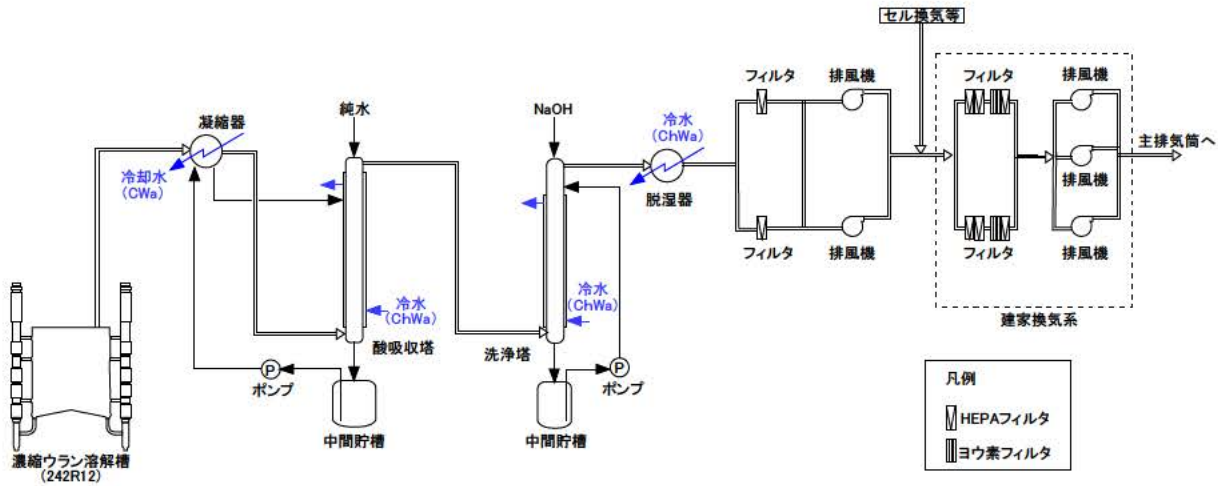 セル換気等
フィルタ
排風機
フィルタ
排風機
凝縮器
純水
NaOH
冷水
(ChWa)
冷却水
(CWa)
脱湿器
排風機
主排気筒へ
フィルタ
排風機
フィルタ
排風機
冷水
(ChWa)
冷水
(ChWa)
建家換気系
酸吸収塔
洗浄塔
P
ポンプ
P
ポンプ
中間貯槽
中間貯槽
濃縮ウラン溶解槽
(242R12)
凡例
HEPAフィルタ
ヨウ素フィルタ